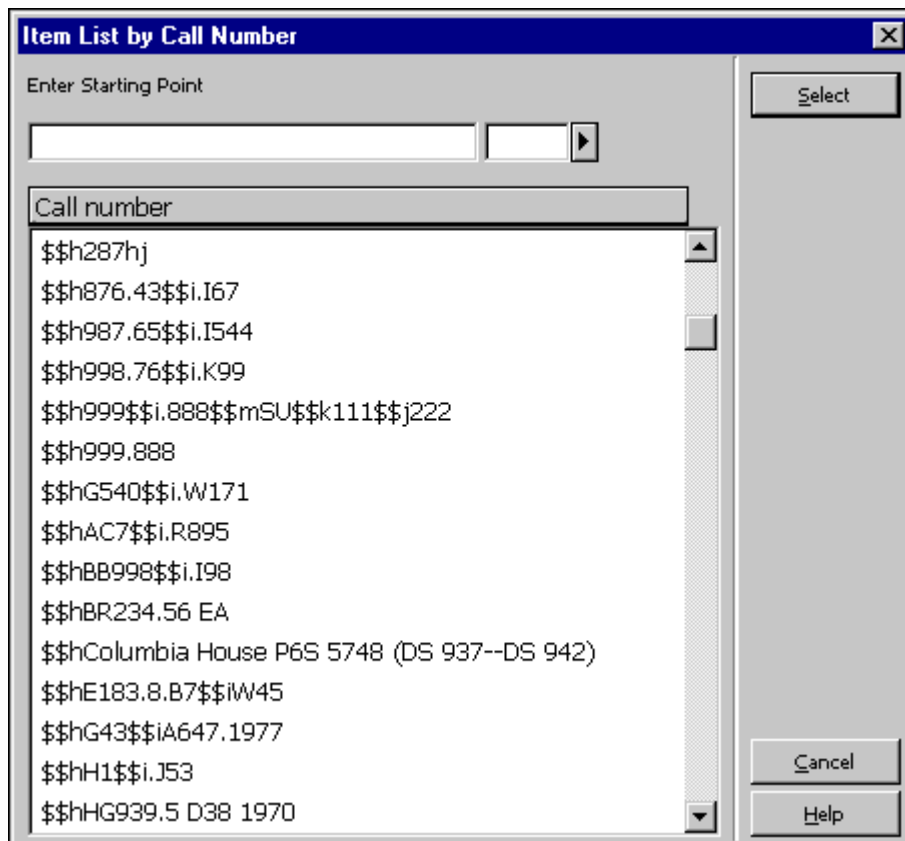 Item List by Call Number
Enter Starting Point
Select
Call number
$$h287hj
$$h876.43$$i.I67
$$h987.65$$i.I544
$$h998.76$$i.K99
$$h999$$i.888$$mSU$$k111$$j222
$$h999.888
$$hG540$$i.W171
$$hAC7$$i.R895
$$hBB998$$i.I98
$$hBR234.56 EA
$$hColumbia House P6S 5748 (DS 937--DS 942)
$$hE183.8.B7$$iW45
$$hG43$$iA647.1977
$$hH1$$i.J53
$$hHG939.5 D38 1970
Cancel
Help